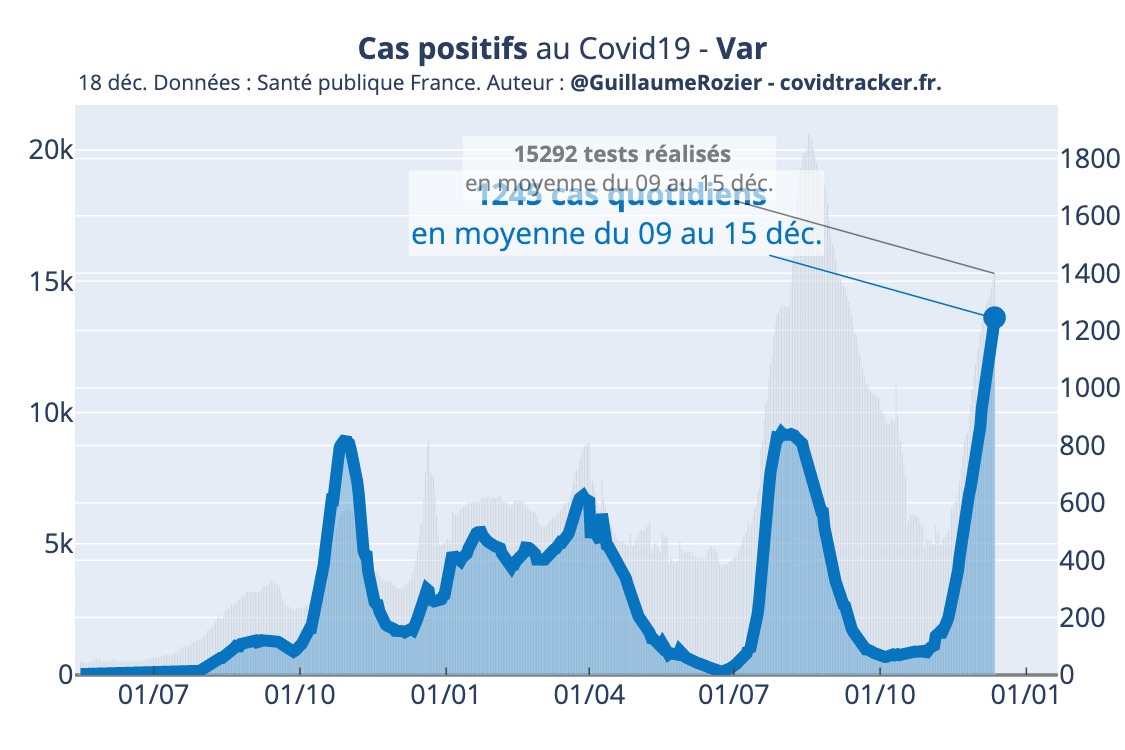 Cas positifs au Covid19 - Var
18 déc. Données : Santé publique France. Auteur : @GuillaumeRozier - covidtracker.fr.
15292 tests réalisés
en moyenne du 09 au 15 déc.
1245 cas quotidiens
en moyenne du 09 au 15 déc.
20k
15k
10k
5k
0
1800
1600
1400
1200
1000
800
600
400
200
0
01/07
01/10
01/01
01/04
01/07
01/10
01/01